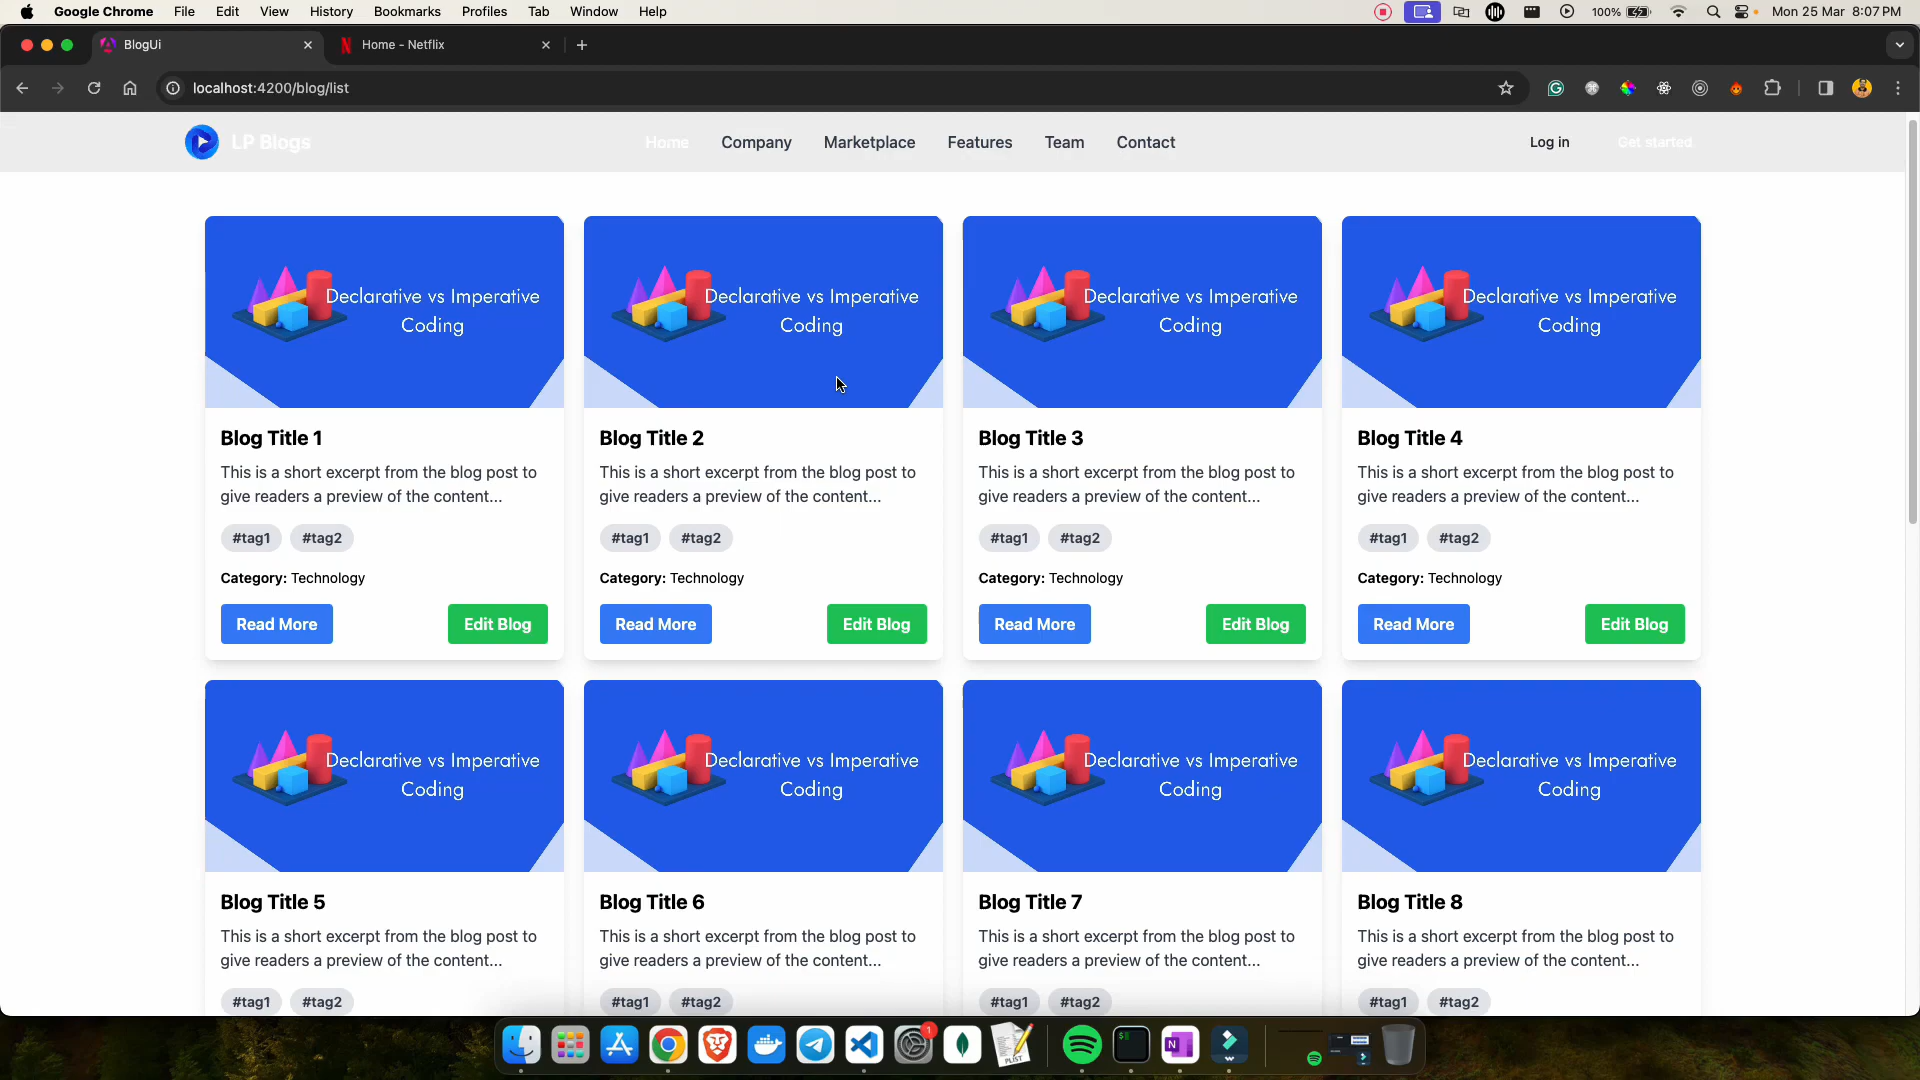 Google Chrome File Edit View History Bookmarks Profiles Tab Window Help 100% Mon 25 Mar 8:07 PM
BlogUi Home - Netflix
localhost:4200/blog/list
LP Blogs Home Company Marketplace Features Team Contact Log in Get started
Declarative vs Imperative Declarative vs Imperative Declarative vs Imperative Declarative vs Imperative
Coding Coding Coding Coding
Blog Title 1 Blog Title 2 Blog Title 3 Blog Title 4
This is a short excerpt from the blog post to This is a short excerpt from the blog post to This is a short excerpt from the blog post to This is a short excerpt from the blog post to
give readers a preview of the content... give readers a preview of the content... give readers a preview of the content... give readers a preview of the content...
#tag1 #tag2 #tag1 #tag2 #tag1 #tag2 #tag1 #tag2
Category: Technology Category: Technology Category: Technology Category: Technology
Read More Edit Blog Read More Edit Blog Read More Edit Blog Read More Edit Blog
Declarative vs Imperative Declarative vs Imperative Declarative vs Imperative Declarative vs Imperative
Coding Coding Coding Coding
Blog Title 5 Blog Title 6 Blog Title 7 Blog Title 8
This is a short excerpt from the blog post to This is a short excerpt from the blog post to This is a short excerpt from the blog post to This is a short excerpt from the blog post to
give readers a preview of the content... give readers a preview of the content... give readers a preview of the content... give readers a preview of the content...
#tag1 #tag2 #tag1 #tag2 #tag1 #tag2 #tag1 #tag2
1
PLIST
N